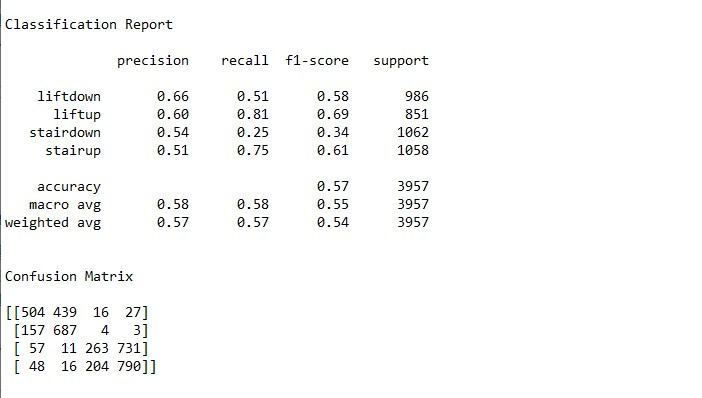 Classification Report
precision recall f1-score support
liftdown 0.66 0.51 0.58 986
liftup 0.60 0.81 0.69 851
stairdown 0.54 0.25 0.34 1062
stairup 0.51 0.75 0.61 1058
accuracy 0.57 3957
macro avg 0.58 0.58 0.55 3957
weighted avg 0.57 0.57 0.54 3957
Confusion Matrix
[[504 439 16 27]
[157 687 4 3]
[ 57 11 263 731]
[ 48 16 204 790]]